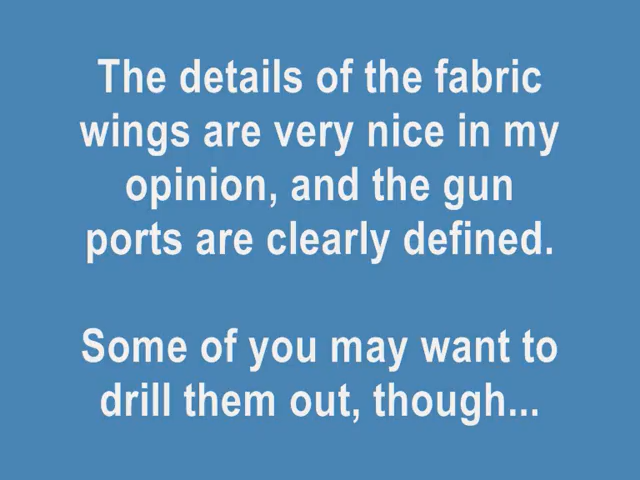 The details of the fabric
wings are very nice in my
opinion, and the gun
ports are clearly defined.
Some of you may want to
drill them out, though...